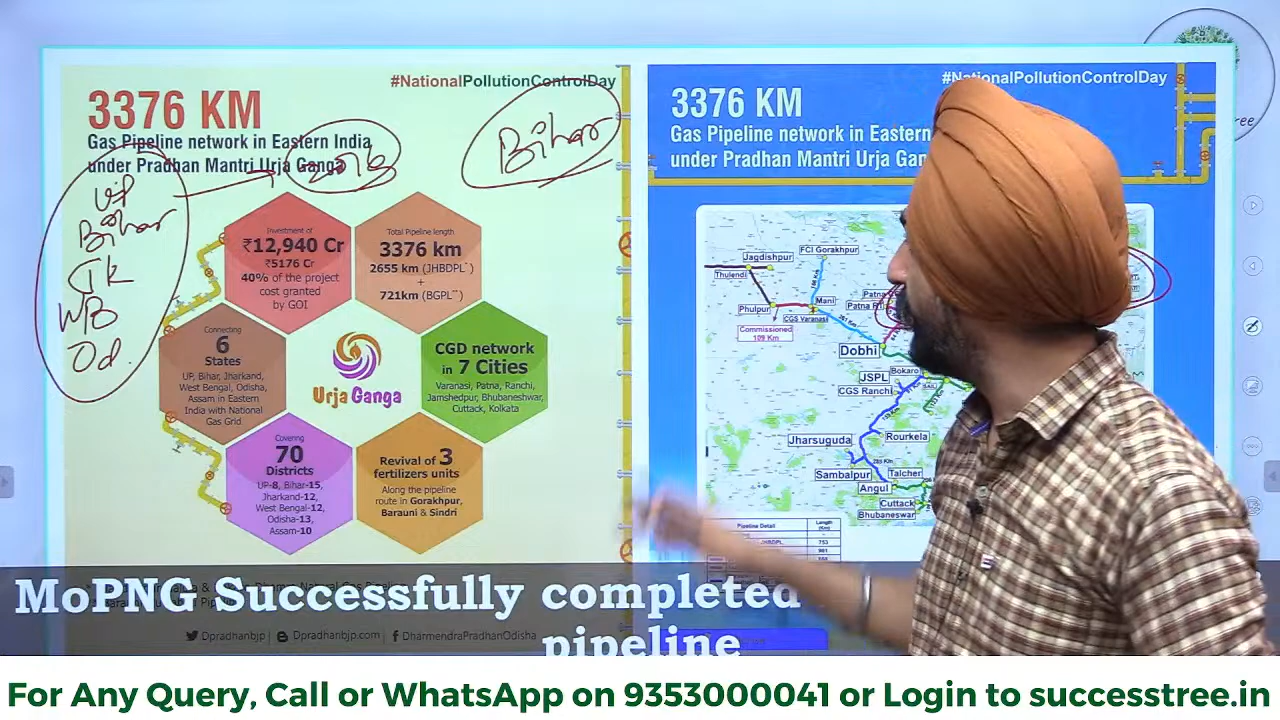 #NationalPollutionControlDay
3376 KM
Gas Pipeline network in Eastern India
under Pradhan Mantri Urja Ganga
Bihar
UP
Bihar
JK
WB
Od.
Investment of
₹12,940 Cr
₹5176 Cr
40% of the project
cost granted
by GOI
Total Pipeline length
3376 km
2655 km (JHBDPL*)
+
721km (BGPL**)
Connecting
6
States
UP, Bihar, Jharkand,
West Bengal, Odisha,
Assam in Eastern
India with National
Gas Grid
Urja Ganga
CGD network
in 7 Cities
Varanasi, Patna, Ranchi,
Jamshedpur, Bhubaneshwar,
Cuttack, Kolkata
Covering
70
Districts
UP-8, Bihar-15,
Jharkand-12,
West Bengal-12,
Odisha-13,
Assam-10
Revival of 3
fertilizers units
Along the pipeline
route in Gorakhpur,
Barauni & Sindri
Dpradhanbjp | Dpradhanbjp.com | DharmendraPradhanOdisha
#NationalPollutionControlDay
3376 KM
Gas Pipeline network in Eastern
under Pradhan Mantri Urja Gan
FCI Gorakhpur
Jagdishpur
Thulendi
Phulpur
Mani
CGS Varanasi
Commissioned
109 Km
Patna
Dobhi
Bokaro
JSPL
CGS Ranchi
Jharsuguda
Rourkela
Sambalpur
Talcher
Angul
Cuttack
Bhubaneswar
Pipeline Detail
Length
(Km)
JHBDPL
753
MoPNG Successfully completed
pipeline
For Any Query, Call or WhatsApp on 9353000041 or Login to successtree.in